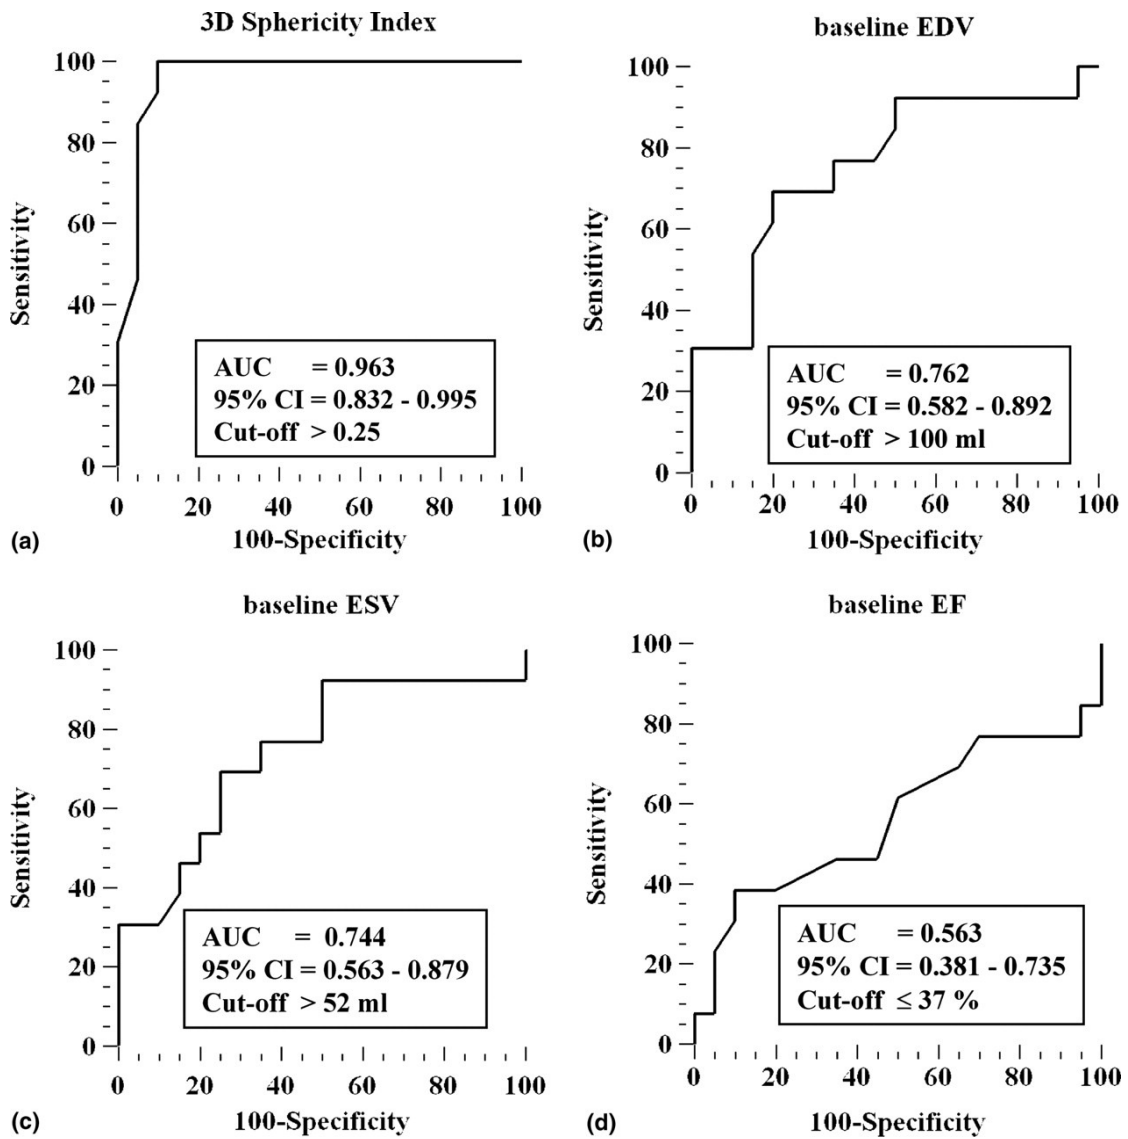 3D Sphericity Index
100
80
60
40
20
0
Sensitivity
AUC = 0.963
95% CI = 0.832 - 0.995
Cut-off > 0.25
0 20 40 60 80 100
(a)
100-Specificity
baseline EDV
100
80
60
40
20
0
Sensitivity
AUC = 0.762
95% CI = 0.582 - 0.892
Cut-off > 100 ml
0 20 40 60 80 100
(b)
100-Specificity
baseline ESV
100
80
60
40
20
0
Sensitivity
AUC = 0.744
95% CI = 0.563 - 0.879
Cut-off > 52 ml
0 20 40 60 80 100
(c)
100-Specificity
baseline EF
100
80
60
40
20
0
Sensitivity
AUC = 0.563
95% CI = 0.381 - 0.735
Cut-off ≤ 37 %
0 20 40 60 80 100
(d)
100-Specificity